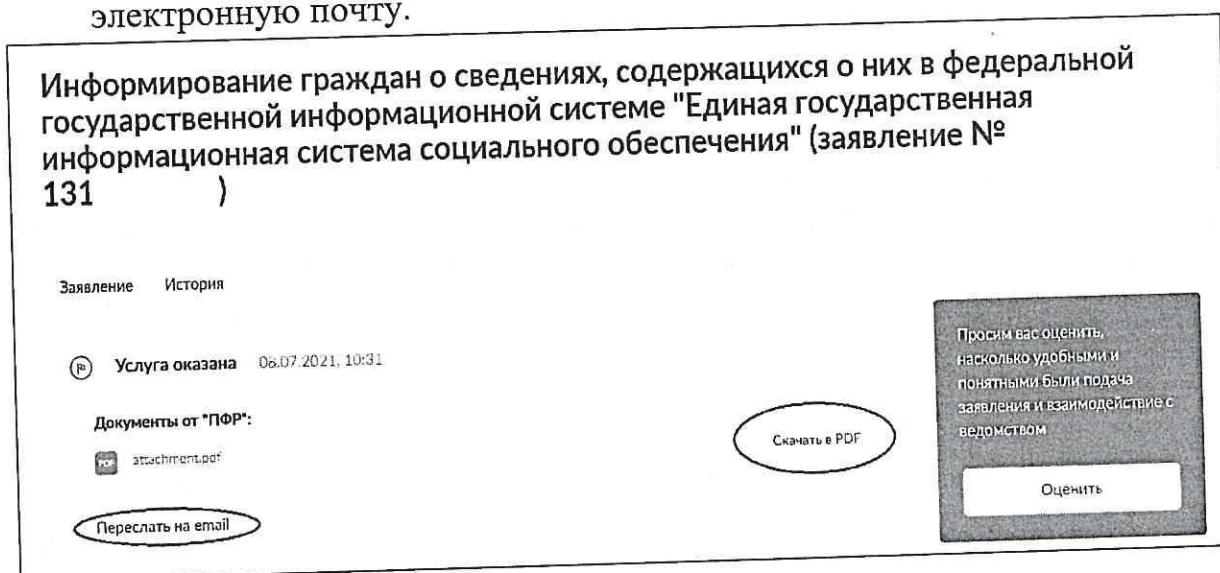 электронную почту.
Информирование граждан о сведениях, содержащихся о них в федеральной
государственной информационной системе "Единая государственная
информационная система социального обеспечения" (заявление №
131 )
Заявление История
Услуга оказана 08.07.2021, 10:31
Документы от "ПФР":
PDF attachment.pdf
Скачать в PDF
Переслать на email
Просим вас оценить,
насколько удобными и
понятными были подача
заявления и взаимодействие с
ведомством
Оценить